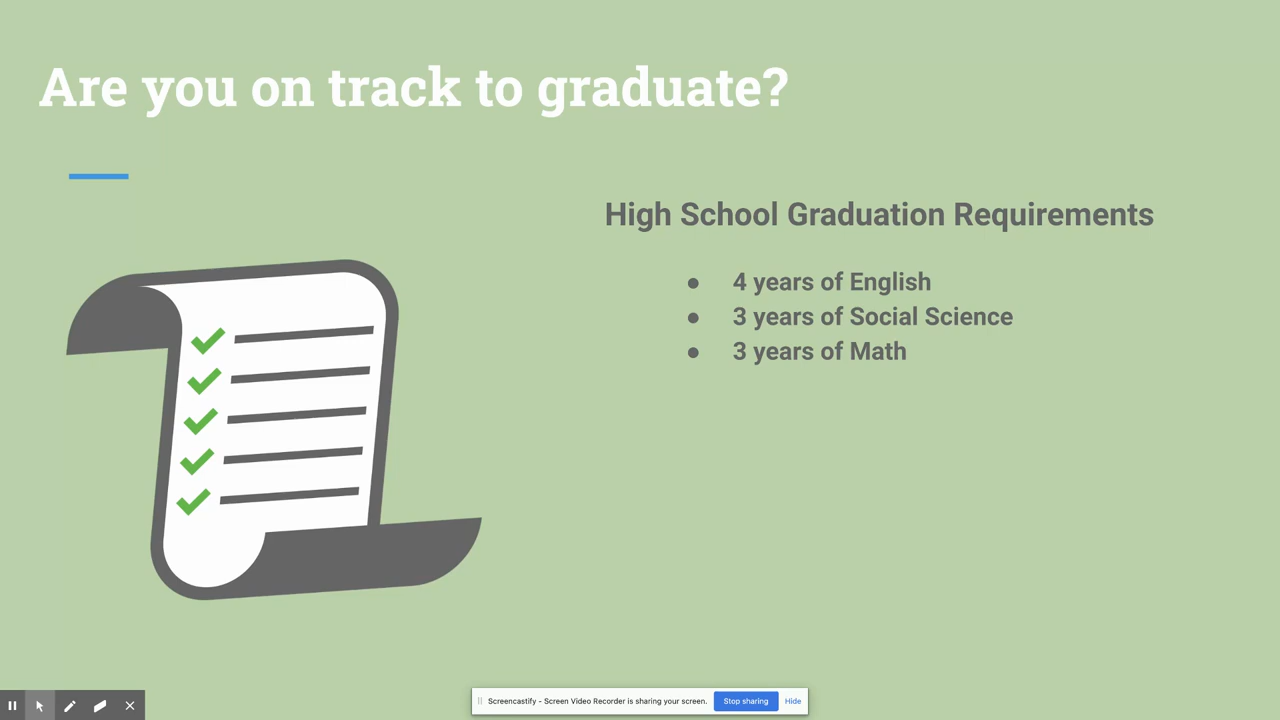 Are you on track to graduate?
High School Graduation Requirements
● 4 years of English
● 3 years of Social Science
● 3 years of Math
Screencastify - Screen Video Recorder is sharing your screen. Stop sharing Hide